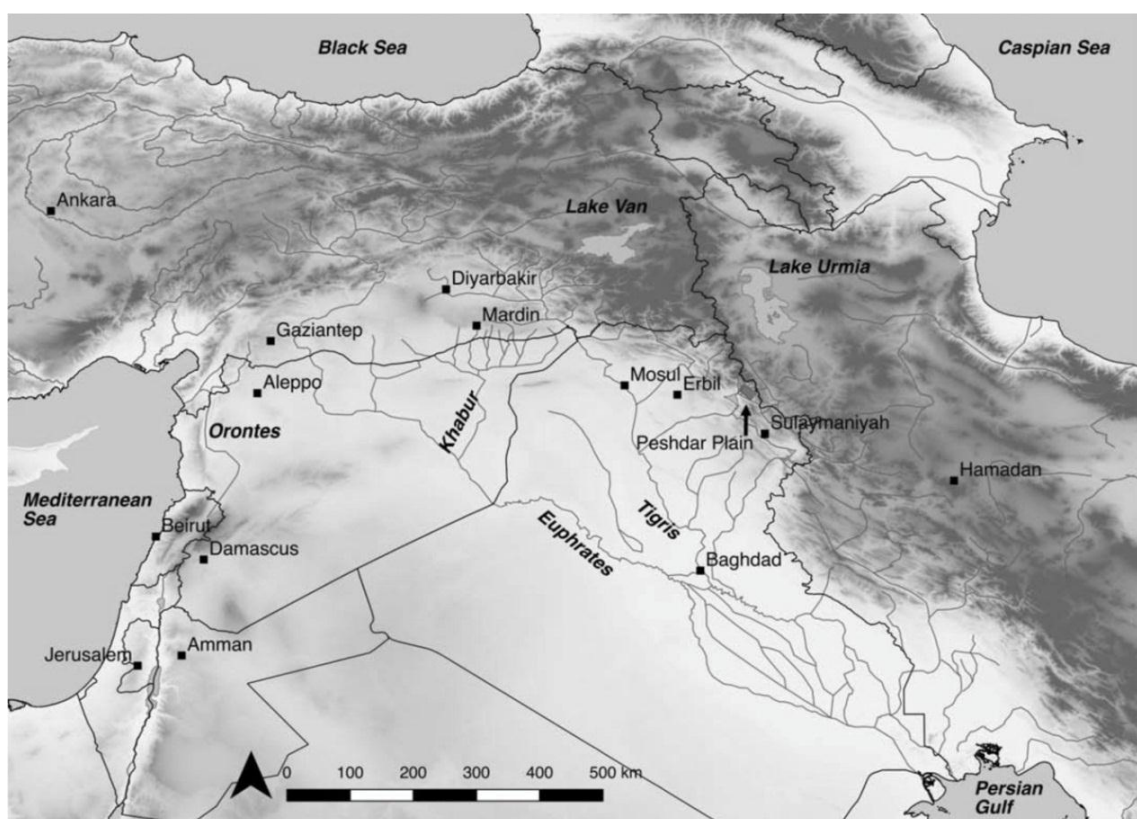 Black Sea
Caspian Sea
Ankara
Lake Van
Lake Urmia
Diyarbakir
Mardin
Gaziantep
Aleppo
Mosul
Erbil
Khabur
Orontes
Sulaymaniyah
Peshdar Plain
Hamadan
Mediterranean
Sea
Beirut
Tigris
Euphrates
Damascus
Baghdad
Jerusalem
Amman
0 100 200 300 400 500 km
Persian
Gulf